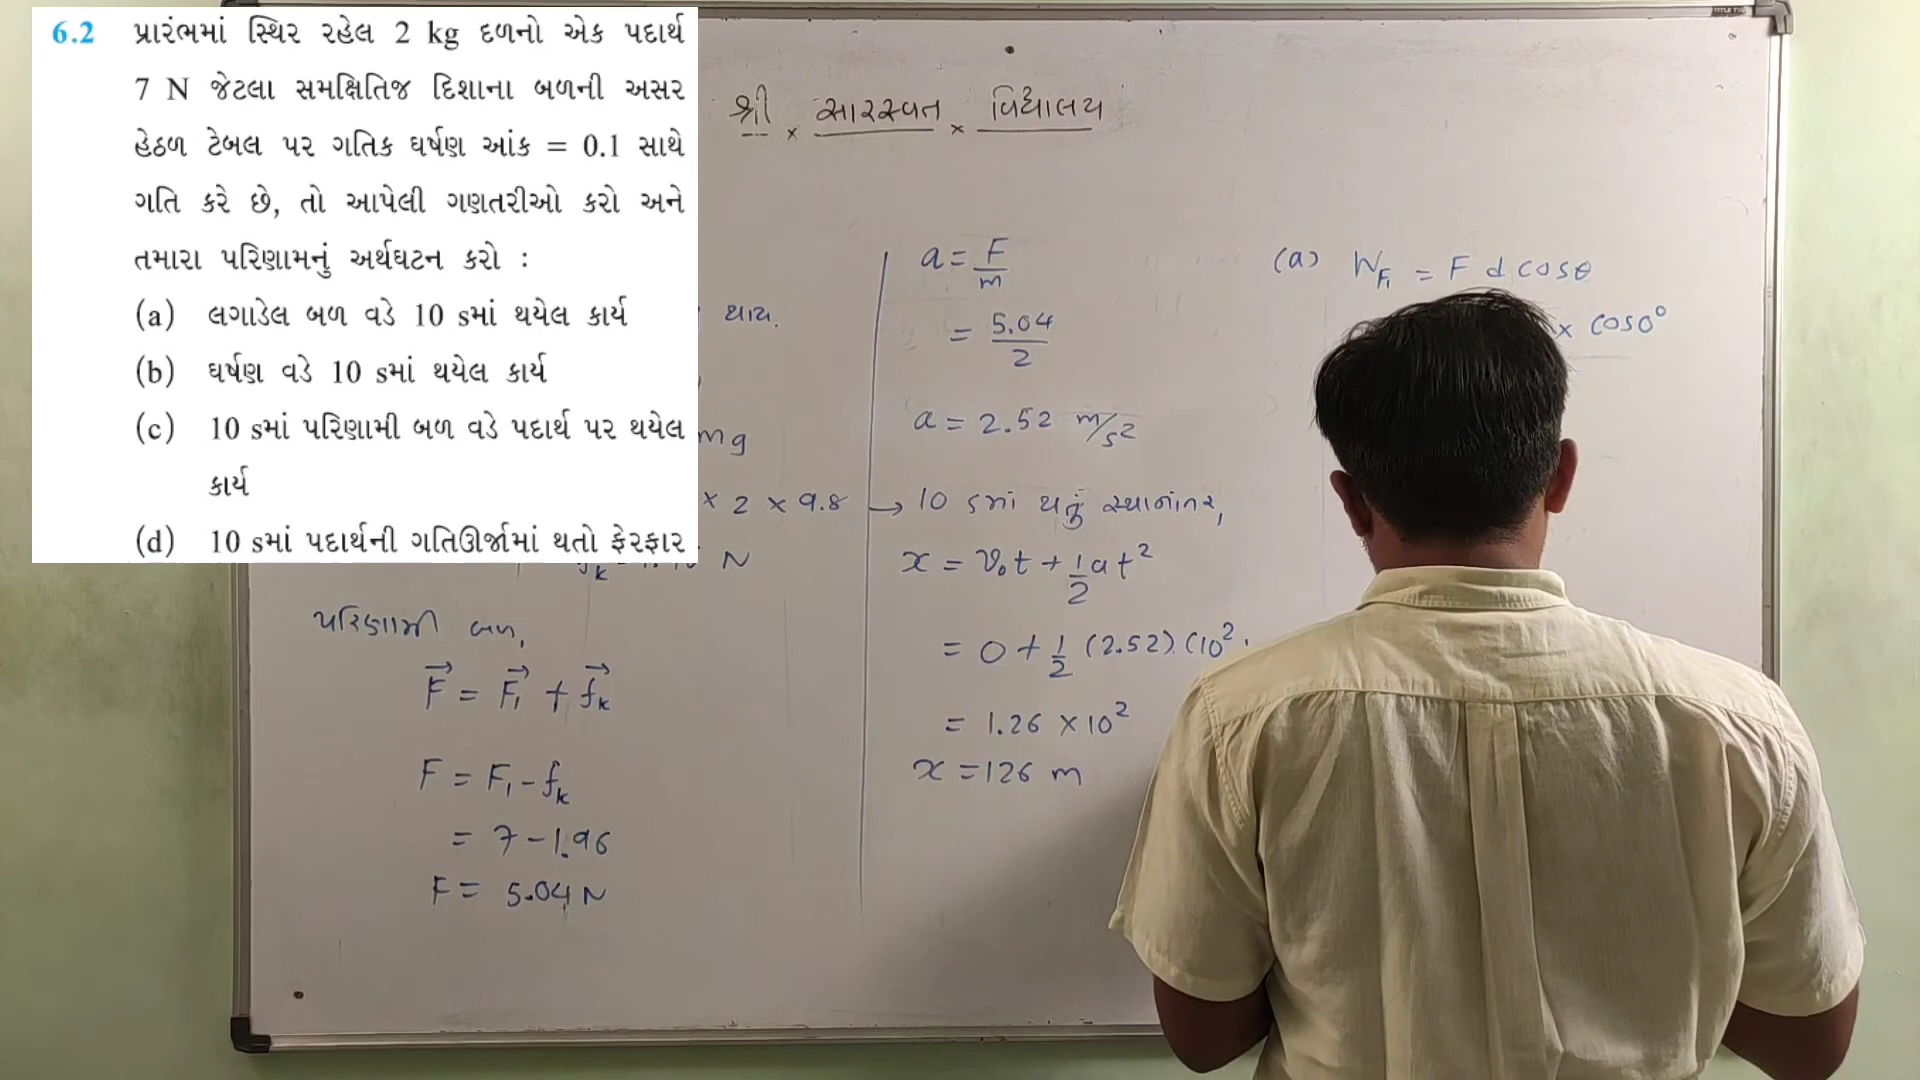 6.2 પ્રારંભમાં સ્થિર રહેલ 2 kg દળનો એક પદાર્થ
7 N જેટલા સમક્ષિતિજ દિશાના બળની અસર
હેઠળ ટેબલ પર ગતિક ઘર્ષણ આંક = 0.1 સાથે
ગતિ કરે છે, તો આપેલી ગણતરીઓ કરો અને
તમારા પરિણામનું અર્થઘટન કરો :
(a) લગાડેલ બળ વડે 10 sમાં થયેલ કાર્ય
(b) ઘર્ષણ વડે 10 sમાં થયેલ કાર્ય
(c) 10 sમાં પરિણામી બળ વડે પદાર્થ પર થયેલ
કાર્ય
(d) 10 sમાં પદાર્થની ગતિઊર્જામાં થતો ફેરફાર
શ્રી × સારસ્વત × વિદ્યાલય
થાય.
mg
× 2 × 9.8
N
પરિણામી બળ,
F⃗ = F⃗₁ + f⃗ₖ
F = F₁ - fₖ
= 7 - 1.96
F = 5.04 N
a = F/m
= 5.04/2
a = 2.52 m/s²
→ 10 sમાં થતું સ્થાનાંતર,
x = v₀t + 1/2 at²
= 0 + 1/2 (2.52) (10²
= 1.26 × 10²
x = 126 m
(a) W_F₁ = F d cosθ
× cos0°